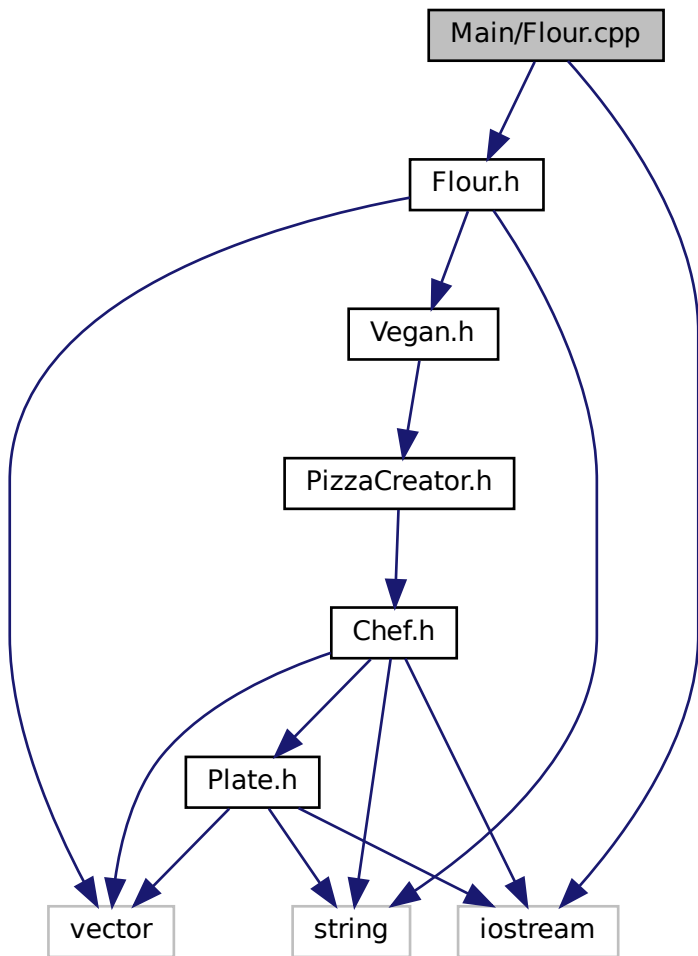 Main/Flour.cpp
Flour.h
Vegan.h
PizzaCreator.h
Chef.h
Plate.h
vector
string
iostream